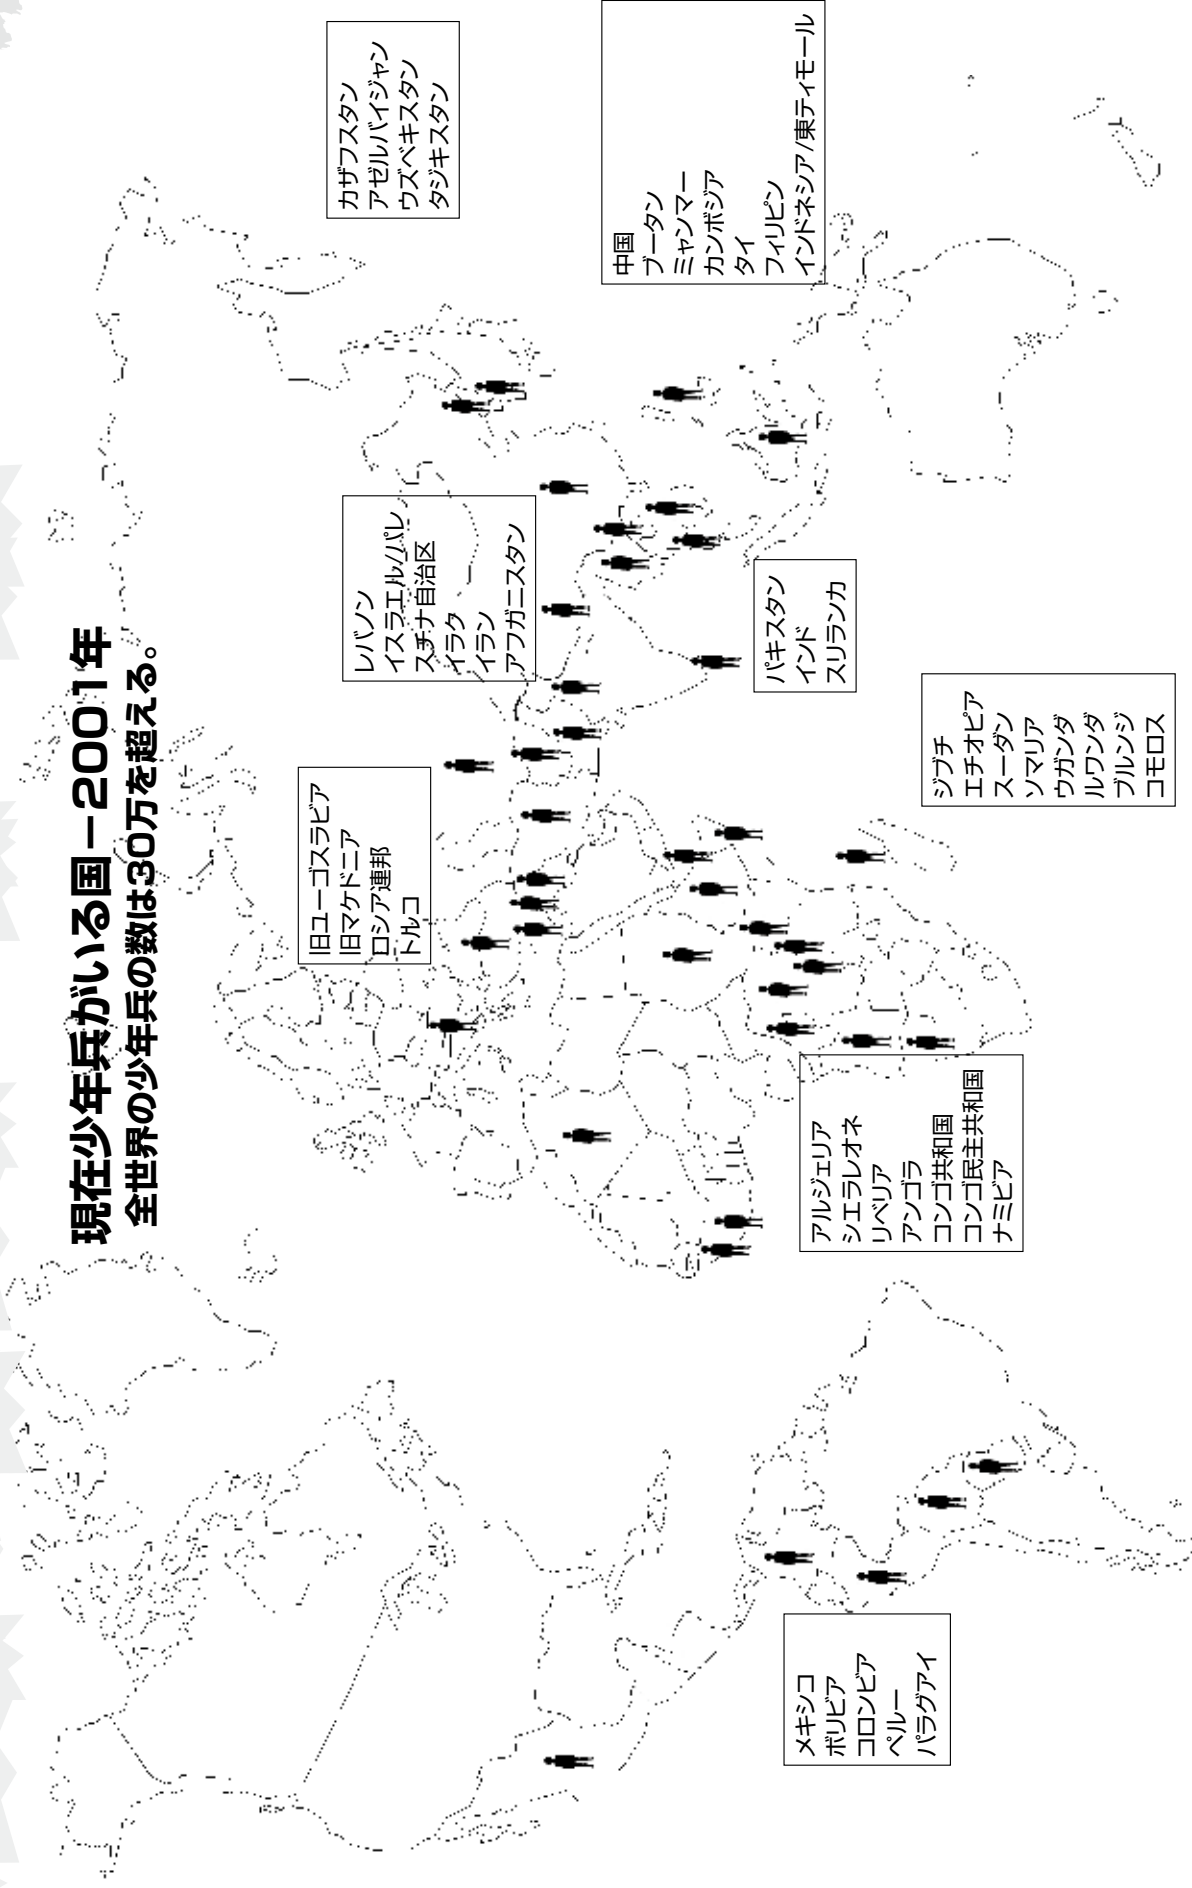 現在少年兵がいる国－2001年
全世界の少年兵の数は30万を超える。
旧ユーゴスラビア
旧マケドニア
ロシア連邦
トルコ
レバノン
イスラエル/パレ
スチナ自治区
イラク
イラン
アフガニスタン
カザフスタン
アゼルバイジャン
ウズベキスタン
タジキスタン
中国
ブータン
ミャンマー
カンボジア
タイ
フィリピン
インドネシア/東ティモール
パキスタン
インド
スリランカ
ジブチ
エチオピア
スーダン
ソマリア
ウガンダ
ルワンダ
ブルンジ
コモロス
アルジェリア
シエラレオネ
リベリア
アンゴラ
コンゴ共和国
コンゴ民主共和国
ナミビア
メキシコ
ボリビア
コロンビア
ペルー
パラグアイ